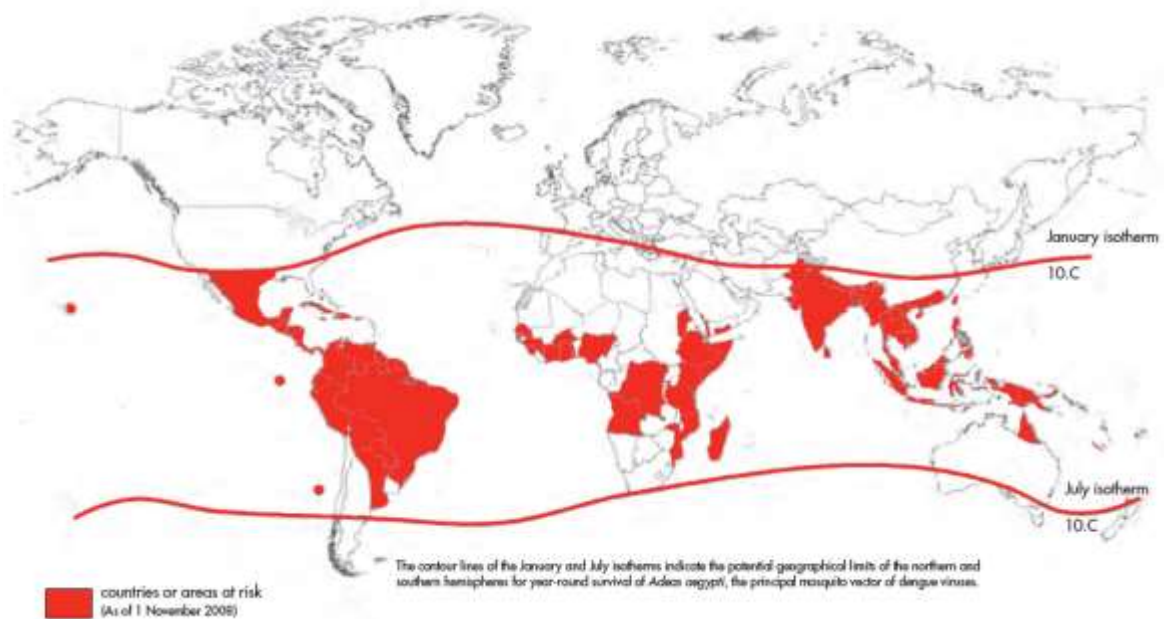 January isotherm
10.C
July isotherm
10.C
The contour lines of the January and July isotherms indicate the potential geographical limits of the northern and
southern hemispheres for year-round survival of Adeas aegypti, the principal mosquito vector of dengue viruses.
countries or areas at risk
(As of 1 November 2008)